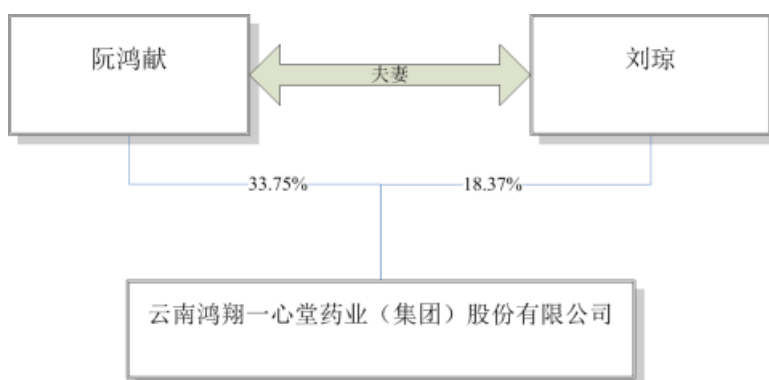 阮鸿献
夫妻
刘琼
33.75%
18.37%
云南鸿翔一心堂药业（集团）股份有限公司